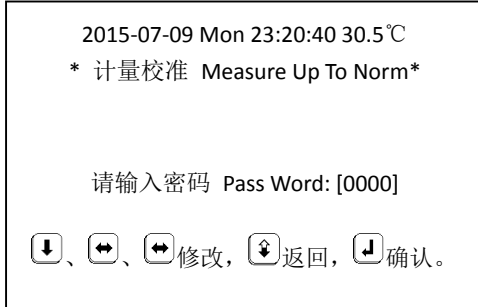 2015-07-09 Mon 23:20:40 30.5℃
* 计量校准 Measure Up To Norm*
请输入密码 Pass Word: [0000]
、、修改，返回，确认。